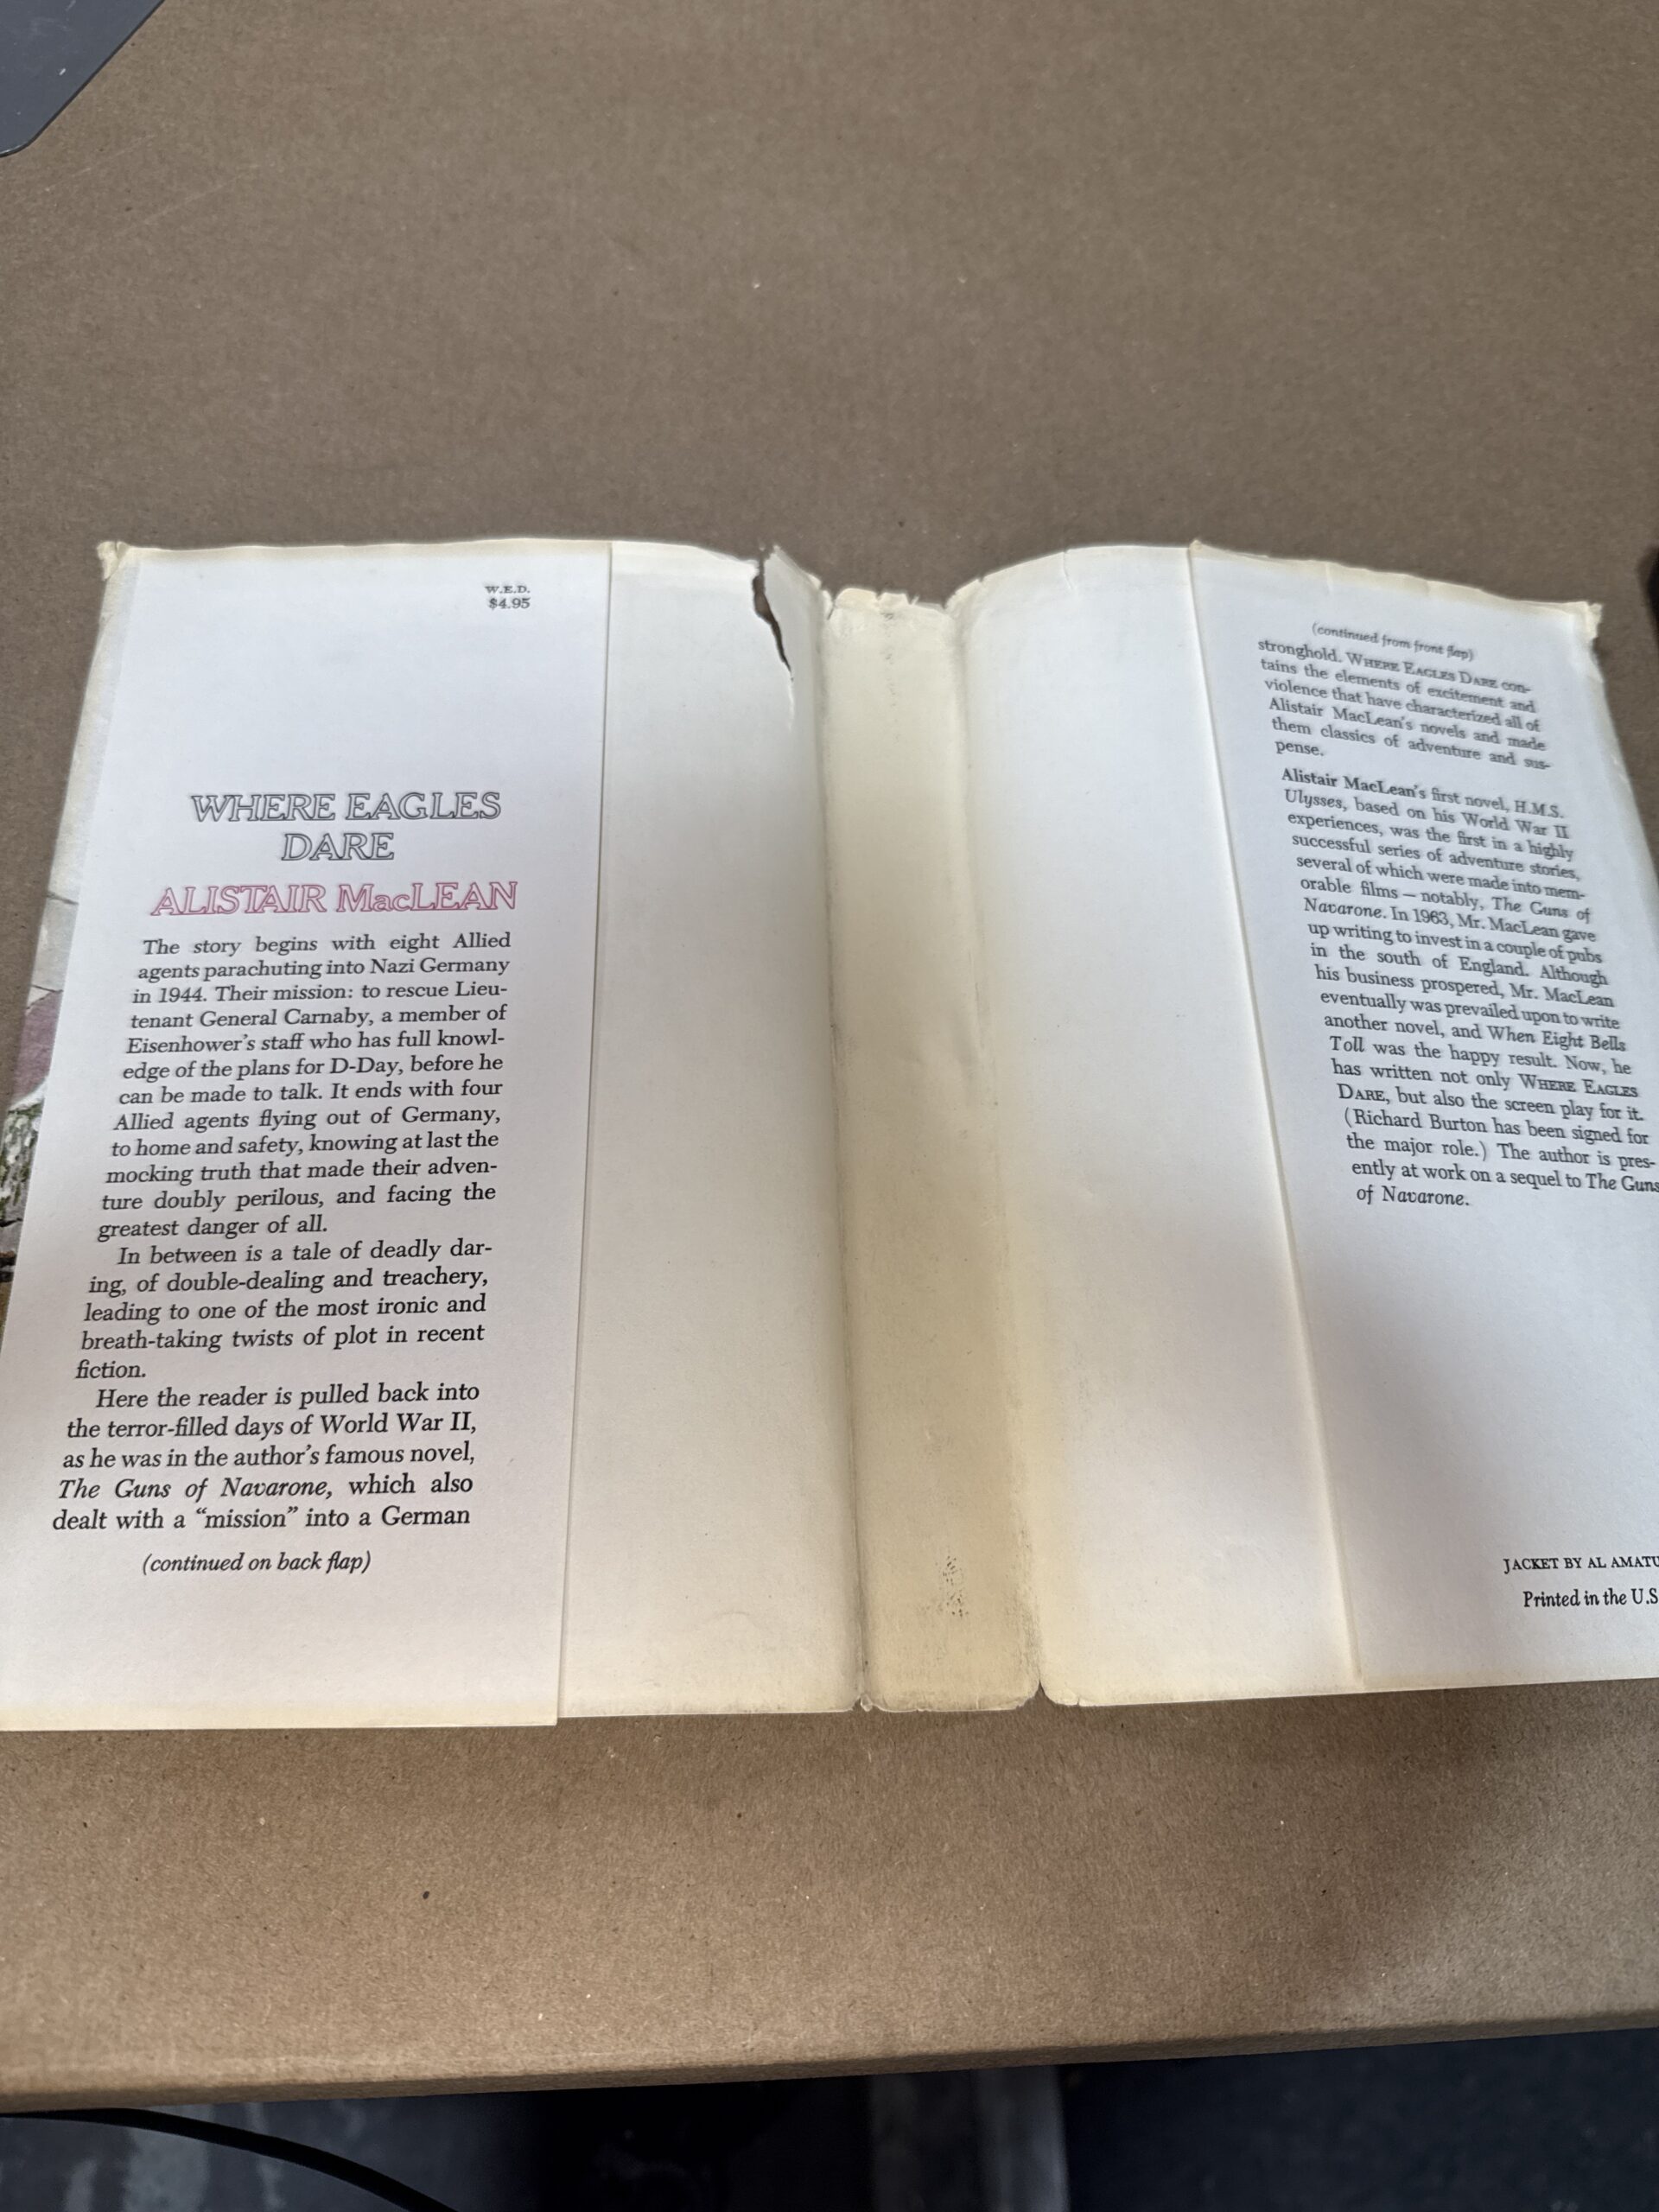 W.E.D.
$4.95
WHERE EAGLES
DARE
ALISTAIR MacLEAN
The story begins with eight Allied
agents parachuting into Nazi Germany
in 1944. Their mission: to rescue Lieu-
tenant General Carnaby, a member of
Eisenhower's staff who has full knowl-
edge of the plans for D-Day, before he
can be made to talk. It ends with four
Allied agents flying out of Germany,
to home and safety, knowing at last the
mocking truth that made their adven-
ture doubly perilous, and facing the
greatest danger of all.
In between is a tale of deadly dar-
ing, of double-dealing and treachery,
leading to one of the most ironic and
breath-taking twists of plot in recent
fiction.
Here the reader is pulled back into
the terror-filled days of World War II,
as he was in the author's famous novel,
The Guns of Navarone, which also
dealt with a “mission” into a German
(continued on back flap)
(continued from front flap)
stronghold. WHERE EAGLES DARE con-
tains the elements of excitement and
violence that have characterized all of
Alistair MacLean's novels and made
them classics of adventure and sus-
pense.
Alistair MacLean's first novel, H.M.S.
Ulysses, based on his World War II
experiences, was the first in a highly
successful series of adventure stories,
several of which were made into mem-
orable films — notably, The Guns of
Navarone. In 1963, Mr. MacLean gave
up writing to invest in a couple of pubs
in the south of England. Although
his business prospered, Mr. MacLean
eventually was prevailed upon to write
another novel, and When Eight Bells
Toll was the happy result. Now, he
has written not only WHERE EAGLES
DARE, but also the screen play for it.
(Richard Burton has been signed for
the major role.) The author is pres-
ently at work on a sequel to The Guns
of Navarone.
JACKET BY AL AMATU
Printed in the U.S